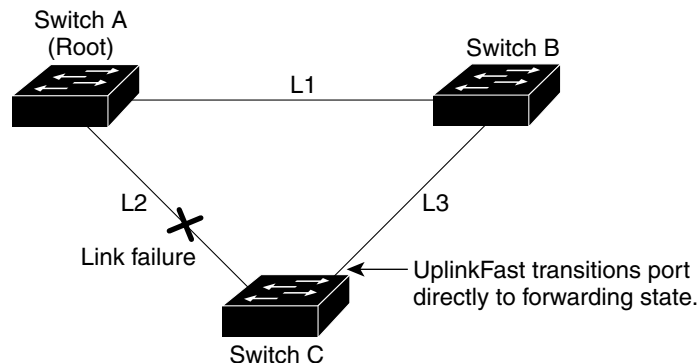 Switch A
(Root)
Switch B
L1
L2
L3
Link failure
UplinkFast transitions port
directly to forwarding state.
Switch C